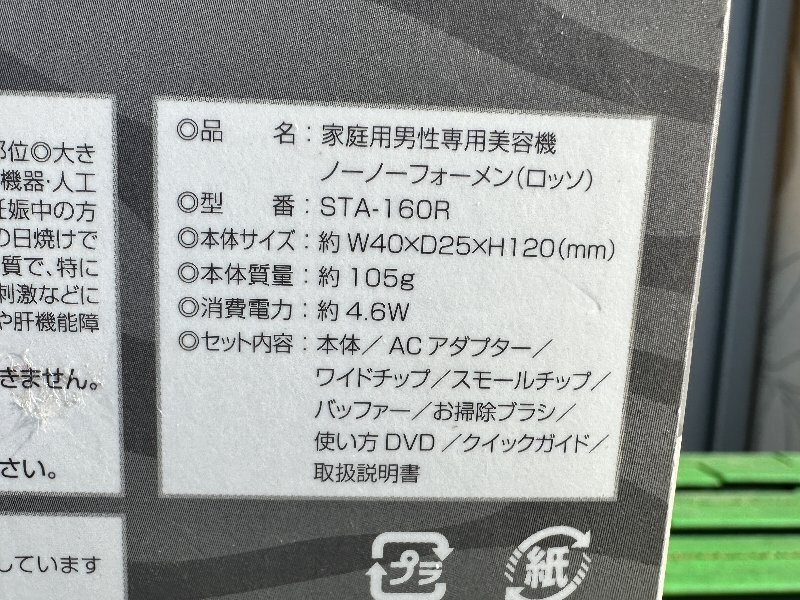 部位◎大き
機器・人工
妊娠中の方
の日焼けで
質で、特に
刺激などに
や肝機能障
きません。
さい。
しています
◎品　　名：家庭用男性専用美容機
ノーノーフォーメン（ロッソ）
◎型　　番：STA-160R
◎本体サイズ：約 W40×D25×H120（mm）
◎本体質量：約 105g
◎消費電力：約 4.6W
◎セット内容：本体／AC アダプター／
ワイドチップ／スモールチップ／
バッファー／お掃除ブラシ／
使い方 DVD ／クイックガイド／
取扱説明書
プラ
紙